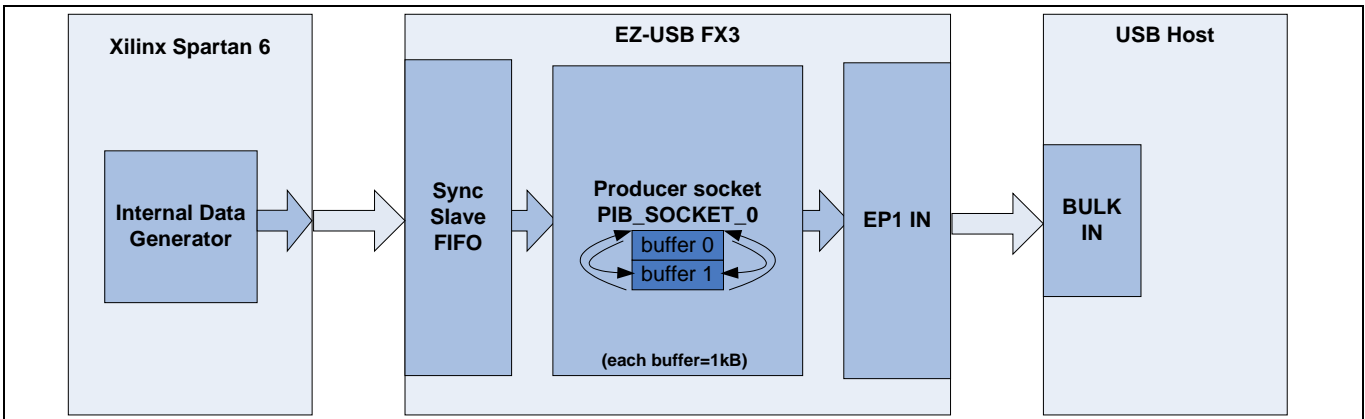 Xilinx Spartan 6
Internal Data
Generator
EZ-USB FX3
Sync
Slave
FIFO
Producer socket
PIB_SOCKET_0
buffer 0
buffer 1
(each buffer=1kB)
EP1 IN
USB Host
BULK
IN